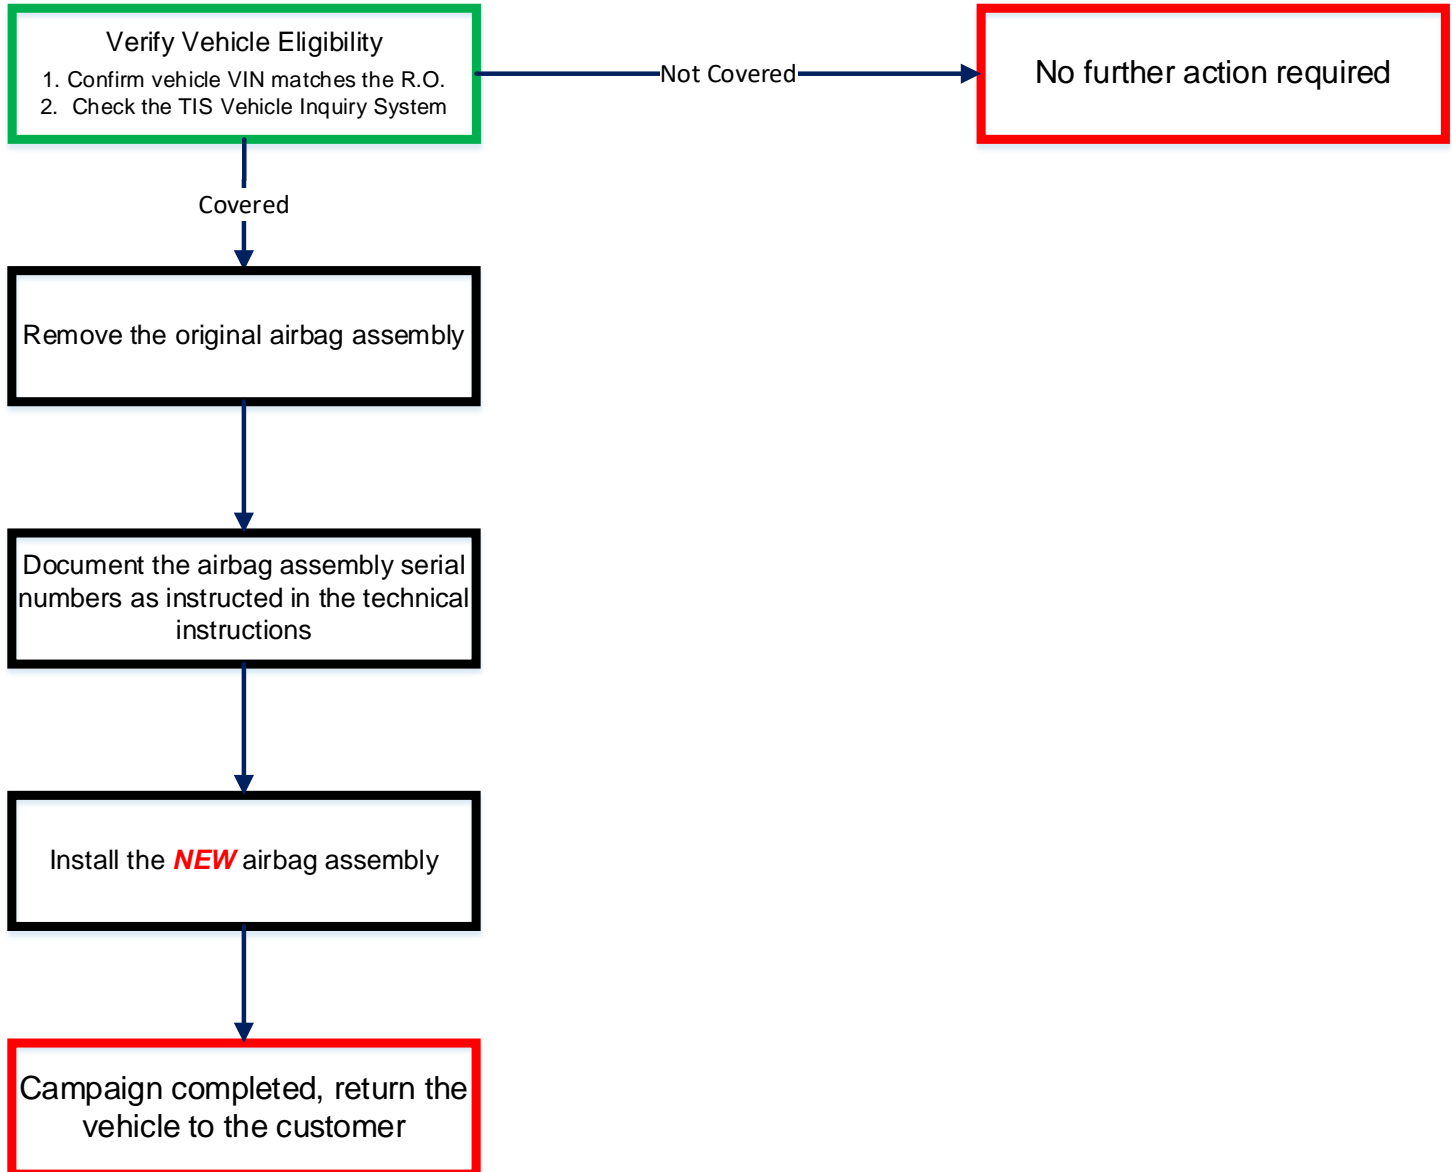 Verify Vehicle Eligibility
1. Confirm vehicle VIN matches the R.O.
2. Check the TIS Vehicle Inquiry System
Not Covered
No further action required
Covered
Remove the original airbag assembly
Document the airbag assembly serial
numbers as instructed in the technical
instructions
Install the NEW airbag assembly
Campaign completed, return the
vehicle to the customer